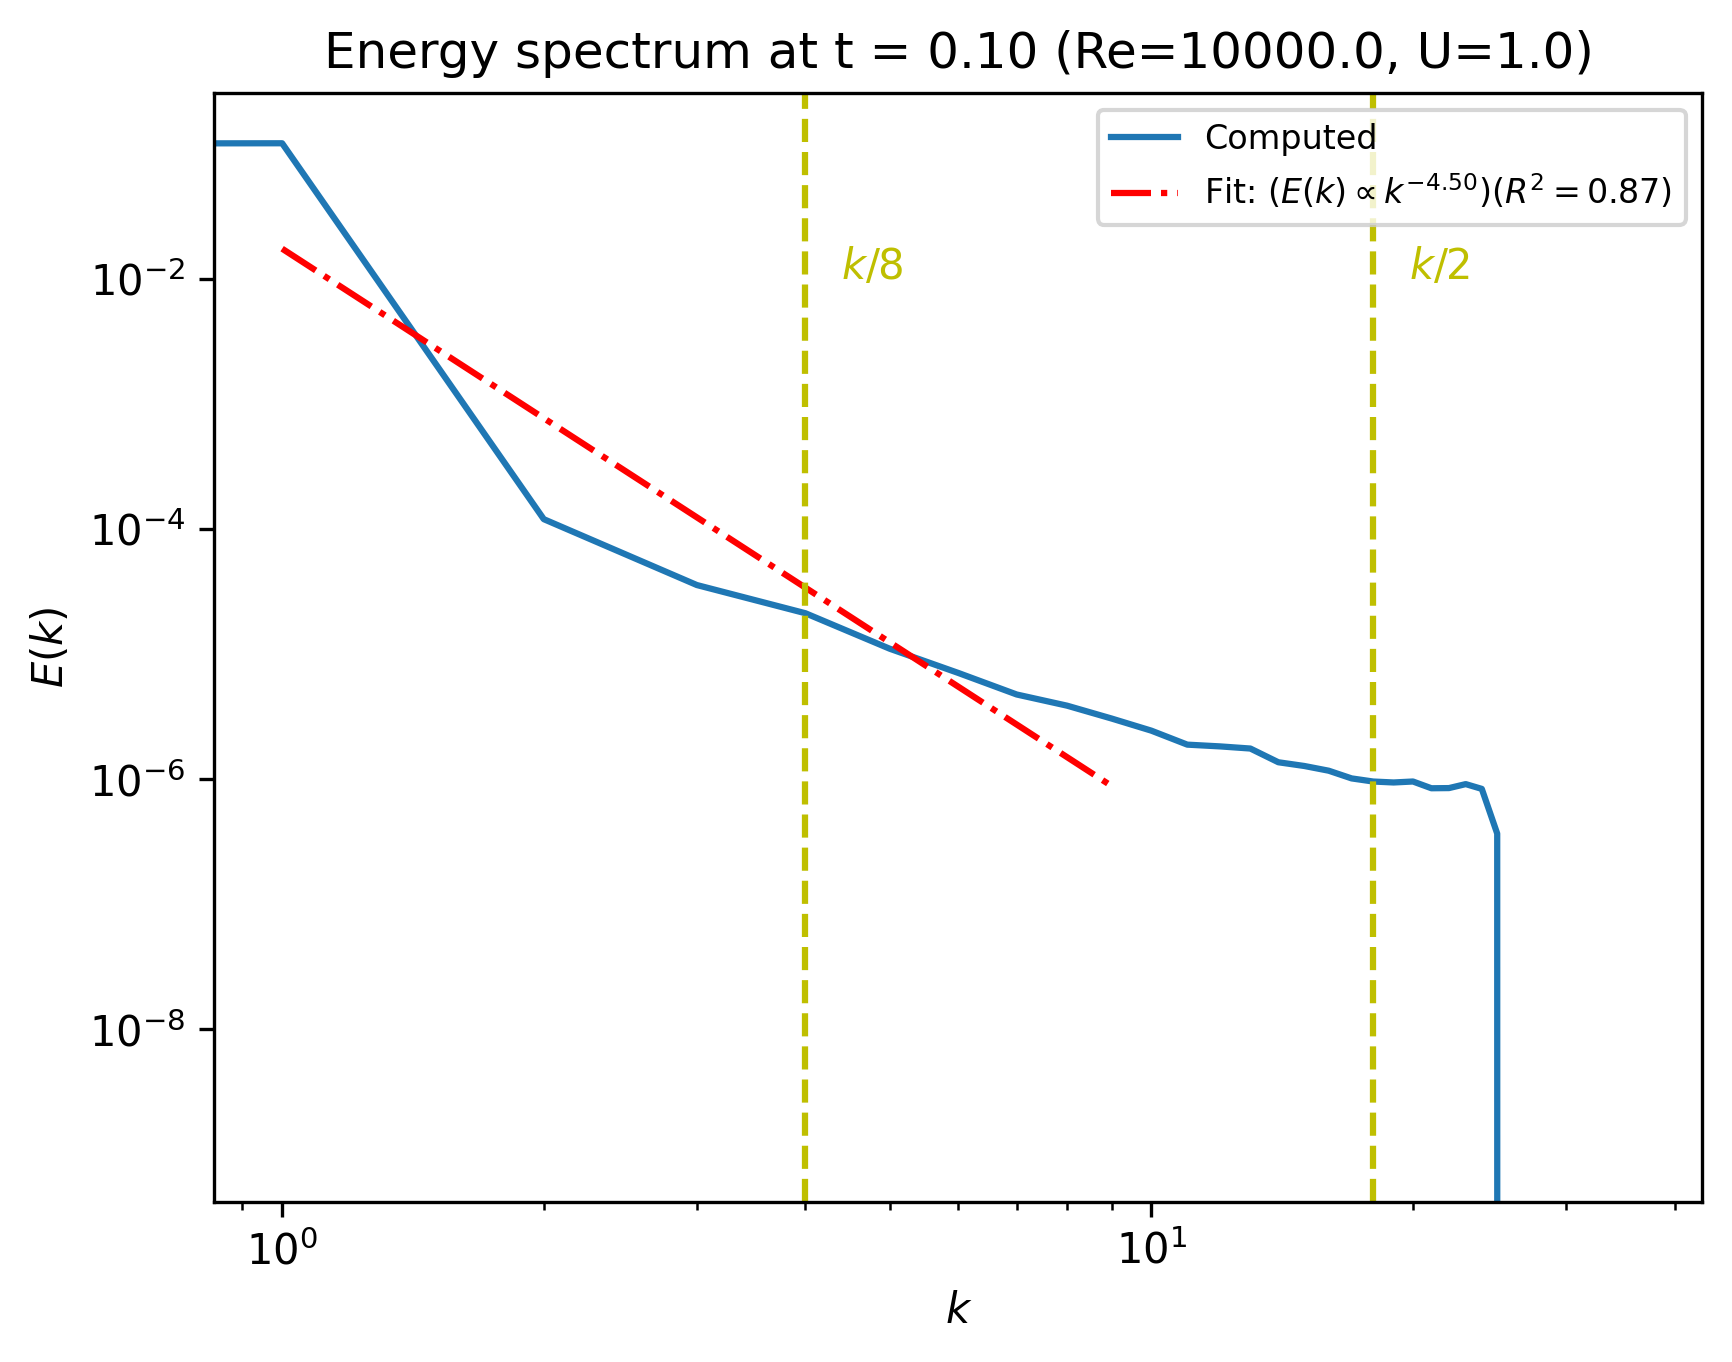 Energy spectrum at t = 0.10 (Re=10000.0, U=1.0)
Computed
Fit: (E(k) ∝ k^{-4.50})(R^2 = 0.87)
k/8
k/2
10^{-2}
10^{-4}
10^{-6}
10^{-8}
E(k)
10^0
10^1
k